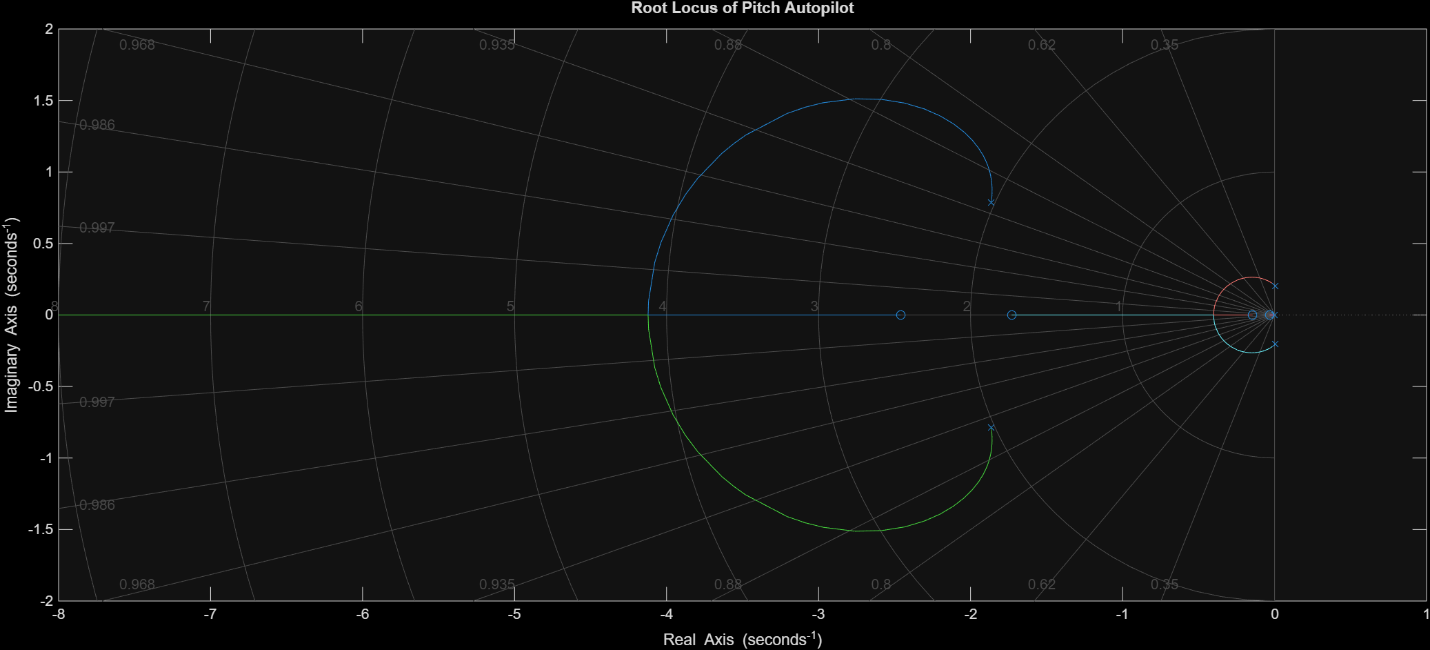 Root Locus of Pitch Autopilot
2
0.968 0.935 0.88 0.8 0.62 0.35
1.5
0.986
1
0.997
0.5
8 7 6 5 4 3 2 1
0
-0.5
0.997
-1
0.986
-1.5
0.968 0.935 0.88 0.8 0.62 0.35
-2
-8 -7 -6 -5 -4 -3 -2 -1 0 1
Real Axis (seconds⁻¹)
Imaginary Axis (seconds⁻¹)